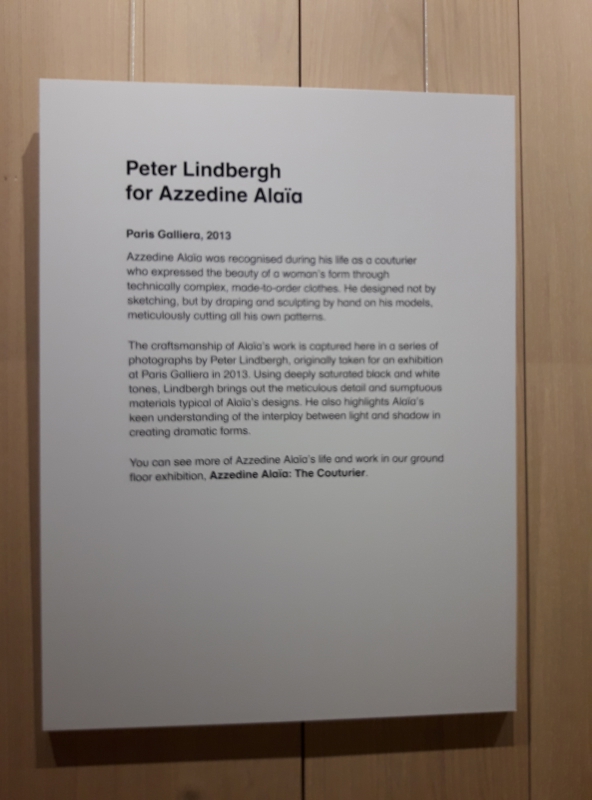 Peter Lindbergh
for Azzedine Alaïa
Paris Galliera, 2013
Azzedine Alaïa was recognised during his life as a couturier
who expressed the beauty of a woman's form through
technically complex, made-to-order clothes. He designed not by
sketching, but by draping and sculpting by hand on his models,
meticulously cutting all his own patterns.
The craftsmanship of Alaïa's work is captured here in a series of
photographs by Peter Lindbergh, originally taken for an exhibition
at Paris Galliera in 2013. Using deeply saturated black and white
tones, Lindbergh brings out the meticulous detail and sumptuous
materials typical of Alaïa's designs. He also highlights Alaïa's
keen understanding of the interplay between light and shadow in
creating dramatic forms.
You can see more of Azzedine Alaïa's life and work in our ground
floor exhibition, Azzedine Alaïa: The Couturier.